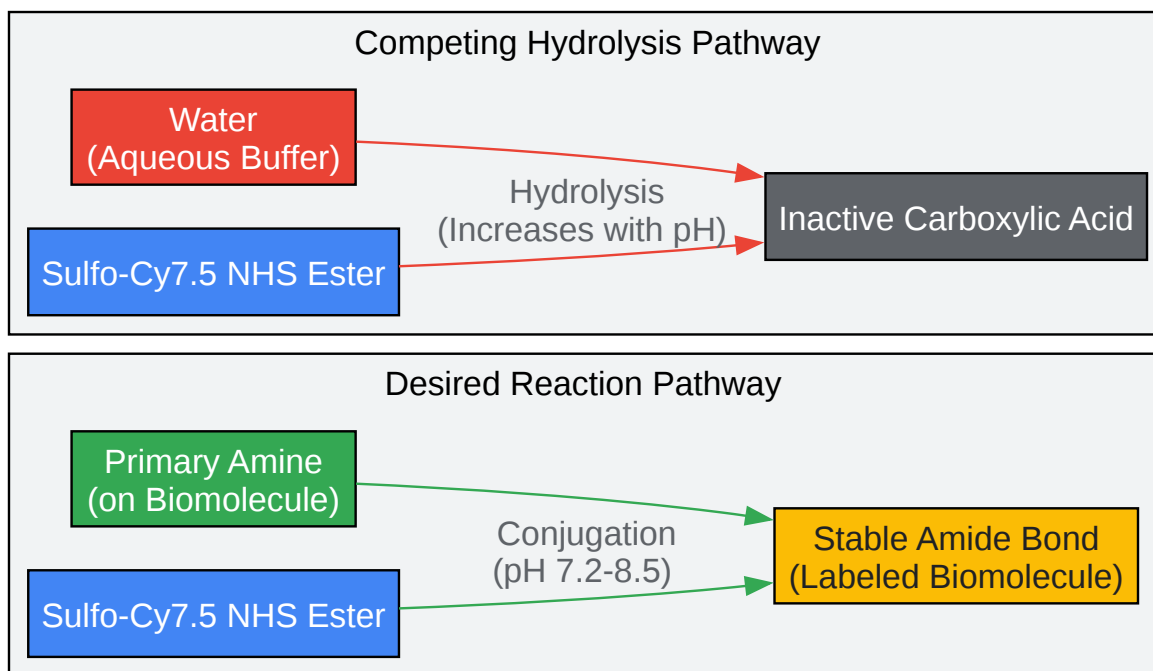 Competing Hydrolysis Pathway
Water
(Aqueous Buffer)
Hydrolysis
(Increases with pH)
Inactive Carboxylic Acid
Sulfo-Cy7.5 NHS Ester
Desired Reaction Pathway
Primary Amine
(on Biomolecule)
Conjugation
(pH 7.2-8.5)
Stable Amide Bond
(Labeled Biomolecule)
Sulfo-Cy7.5 NHS Ester